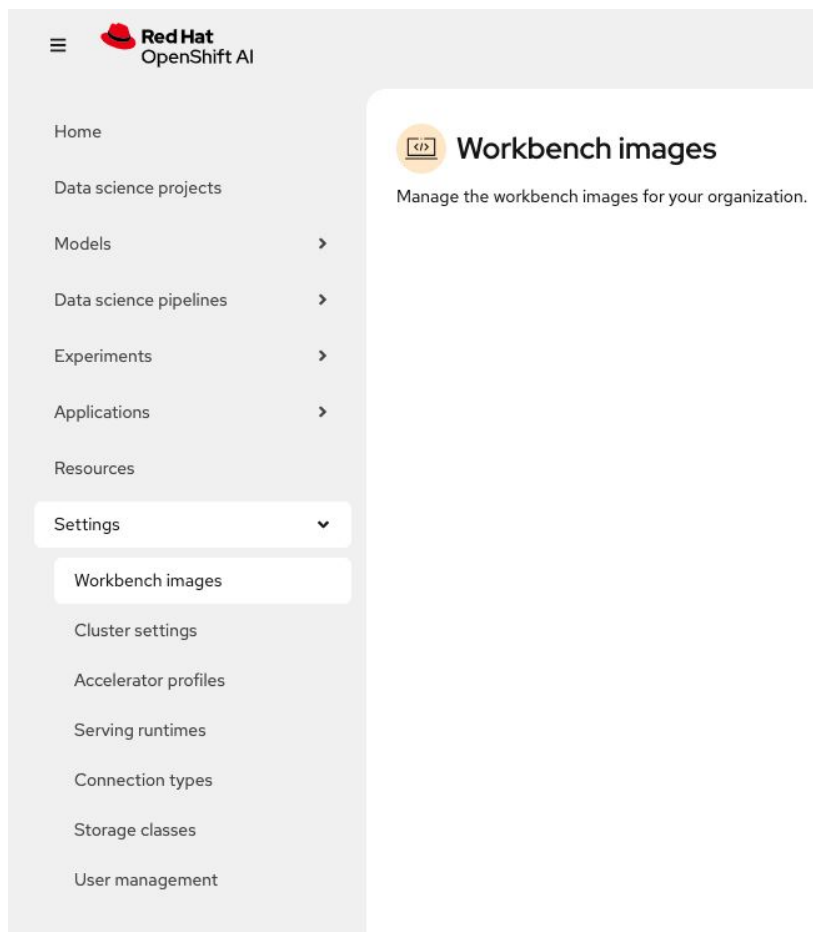 Red Hat
OpenShift AI
Home
Data science projects
Models
Data science pipelines
Experiments
Applications
Resources
Settings
Workbench images
Cluster settings
Accelerator profiles
Serving runtimes
Connection types
Storage classes
User management
Workbench images
Manage the workbench images for your organization.